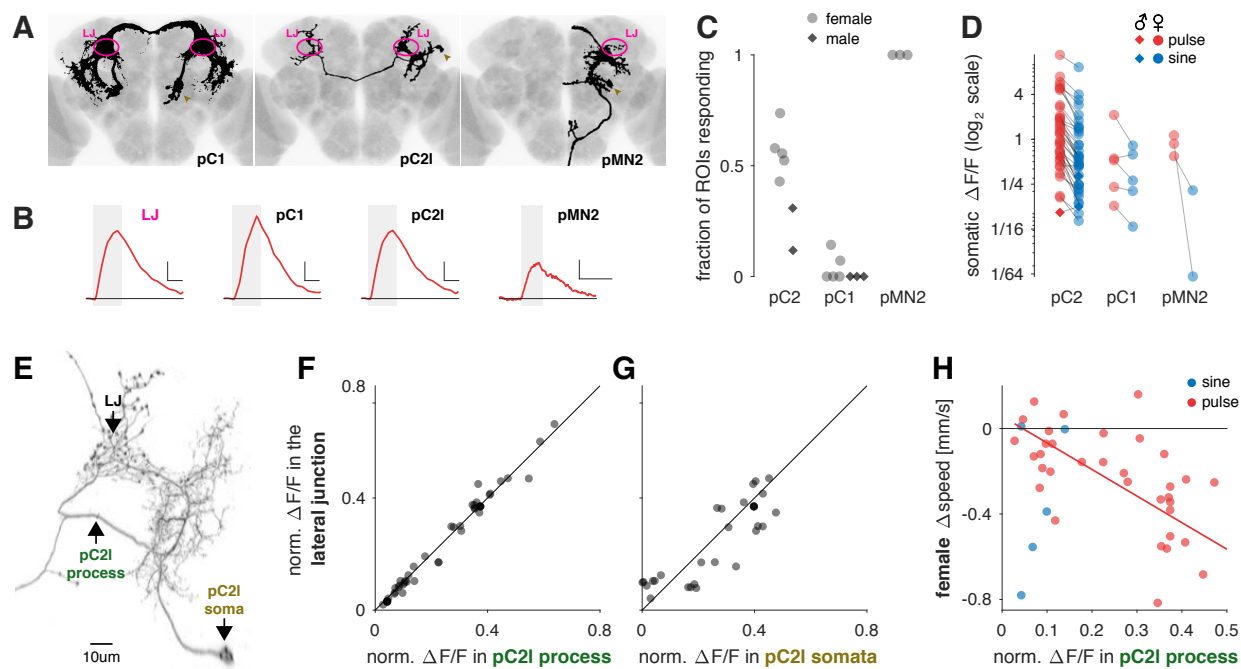 A
LJ
LJ
pC1
LJ
LJ
pC2l
LJ
pMN2
B
LJ
pC1
pC2l
pMN2
C
female
male
fraction of ROIs responding
1
0.5
0
pC2
pC1
pMN2
D
♂ ♀
pulse
sine
somatic ΔF/F (log2 scale)
4
1
1/4
1/16
1/64
pC2
pC1
pMN2
E
LJ
pC2l
process
pC2l
soma
10um
F
norm. ΔF/F in the
lateral junction
0.8
0.4
0
0
0.4
0.8
norm. ΔF/F in pC2l process
G
0
0.4
0.8
norm. ΔF/F in pC2l somata
H
sine
pulse
female Δspeed [mm/s]
0
-0.4
-0.8
0
0.1
0.2
0.3
0.4
0.5
norm. ΔF/F in pC2l process